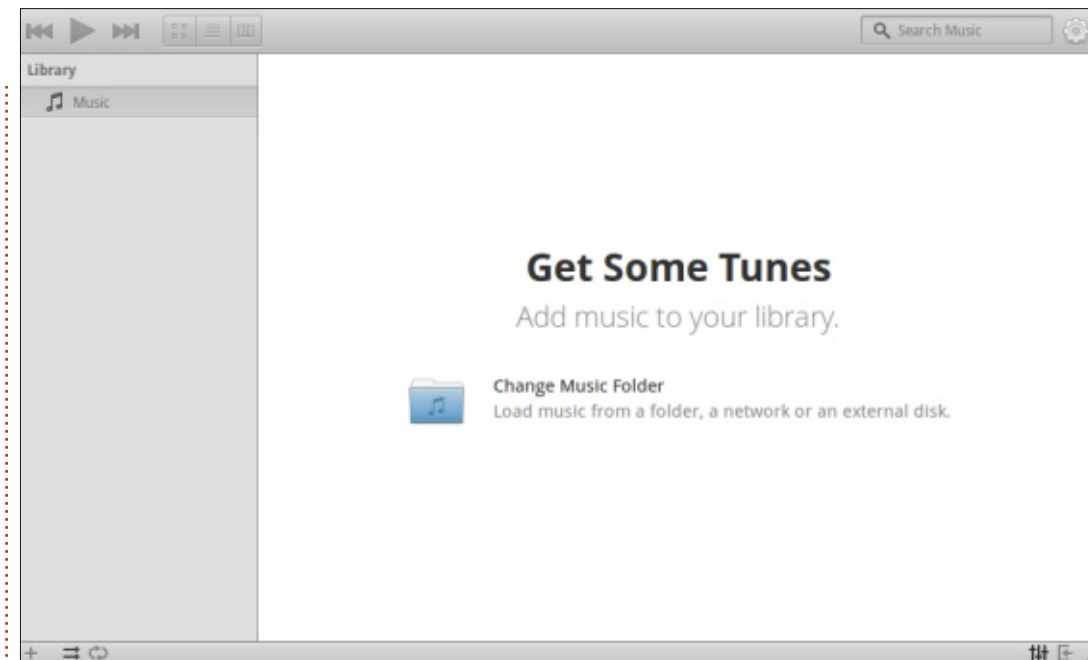 Search Music
Library
Music
Get Some Tunes
Add music to your library.
Change Music Folder
Load music from a folder, a network or an external disk.